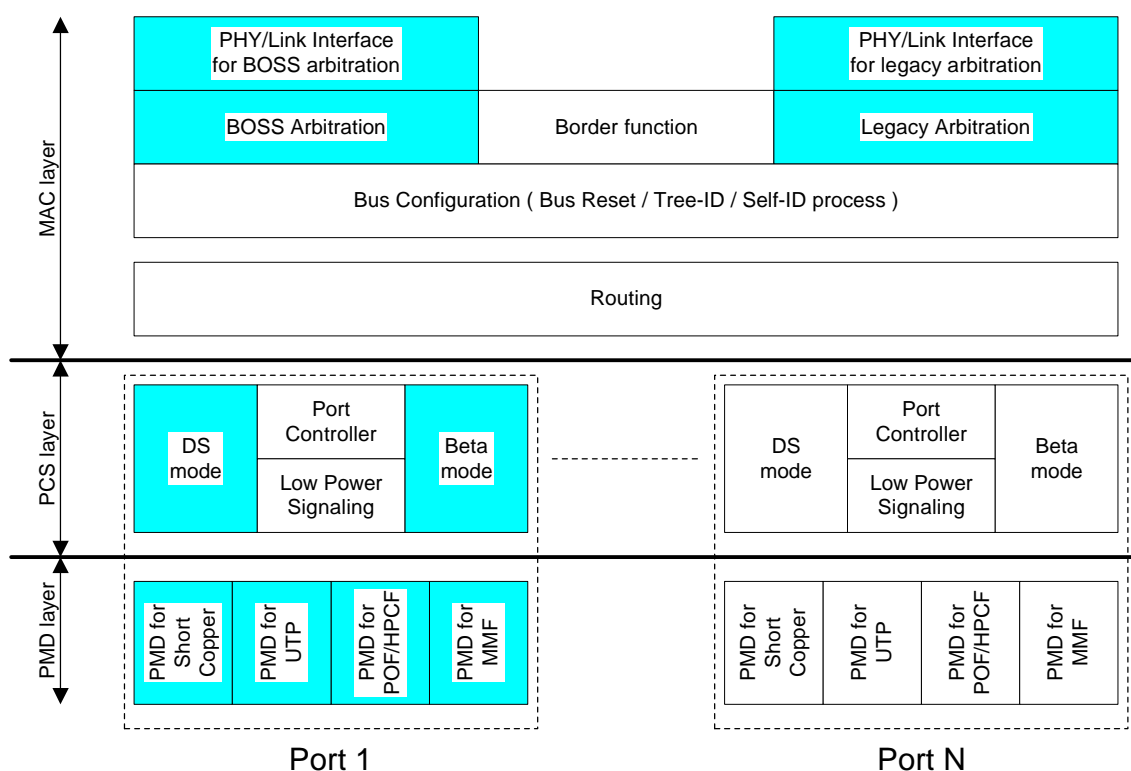 MAC layer
PHY/Link Interface
for BOSS arbitration
PHY/Link Interface
for legacy arbitration
BOSS Arbitration
Border function
Legacy Arbitration
Bus Configuration ( Bus Reset / Tree-ID / Self-ID process )
Routing
PCS layer
DS
mode
Port
Controller
Low Power
Signaling
Beta
mode
DS
mode
Port
Controller
Low Power
Signaling
Beta
mode
PMD layer
PMD for
Short
Copper
PMD for
UTP
PMD for
POF/HPCF
PMD for
MMF
PMD for
Short
Copper
PMD for
UTP
PMD for
POF/HPCF
PMD for
MMF
Port 1
Port N